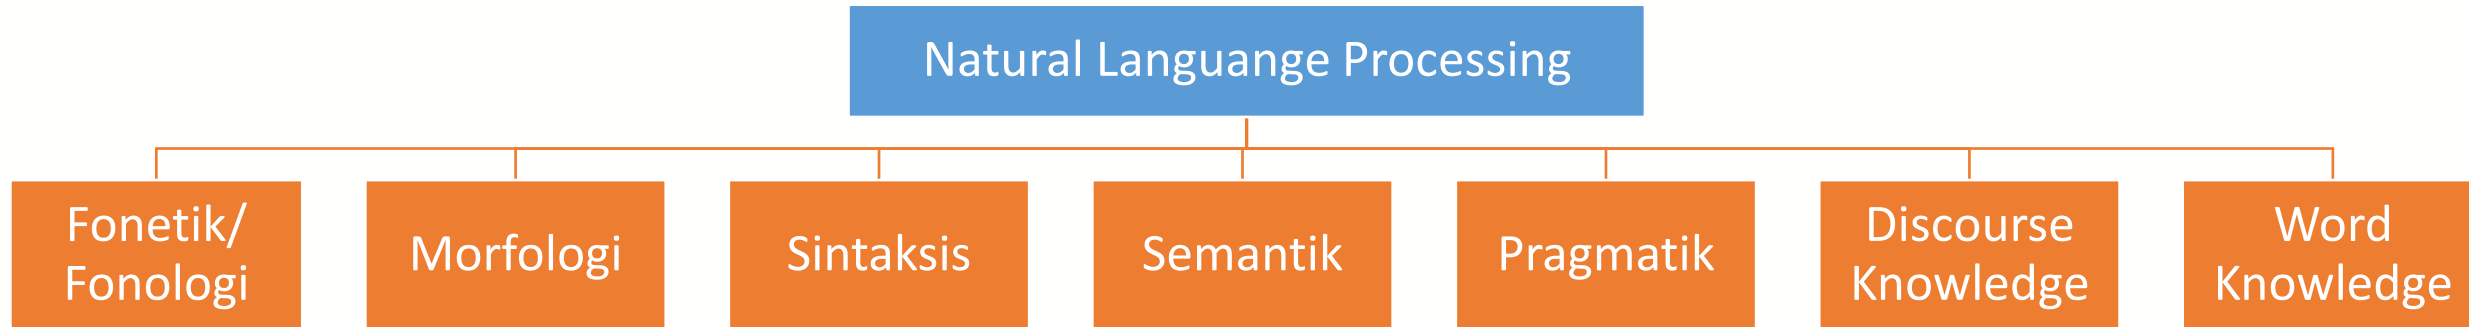 Natural Languange Processing
Fonetik/
Fonologi
Morfologi
Sintaksis
Semantik
Pragmatik
Discourse
Knowledge
Word
Knowledge